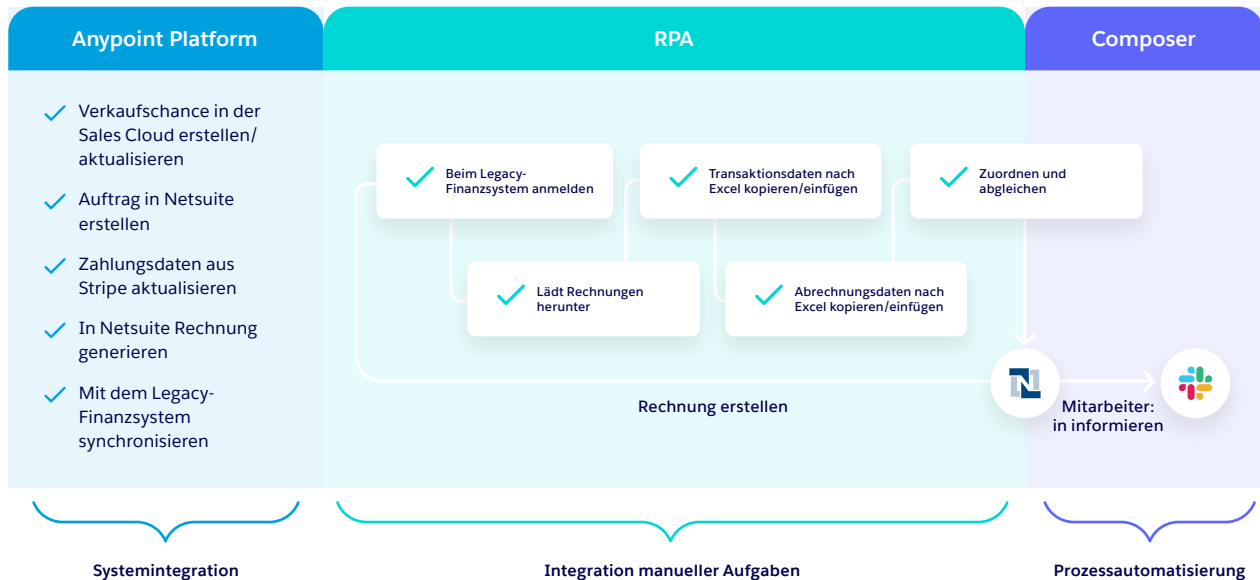 Anypoint Platform
RPA
Composer
Verkaufschance in der
Sales Cloud erstellen/
aktualisieren
Auftrag in Netsuite
erstellen
Zahlungsdaten aus
Stripe aktualisieren
In Netsuite Rechnung
generieren
Mit dem Legacy-
Finanzsystem
synchronisieren
Beim Legacy-
Finanzsystem anmelden
Lädt Rechnungen
herunter
Transaktionsdaten nach
Excel kopieren/einfügen
Abrechnungsdaten nach
Excel kopieren/einfügen
Zuordnen und
abgleichen
Rechnung erstellen
N
Mitarbeiter:
in informieren
Systemintegration
Integration manueller Aufgaben
Prozessautomatisierung